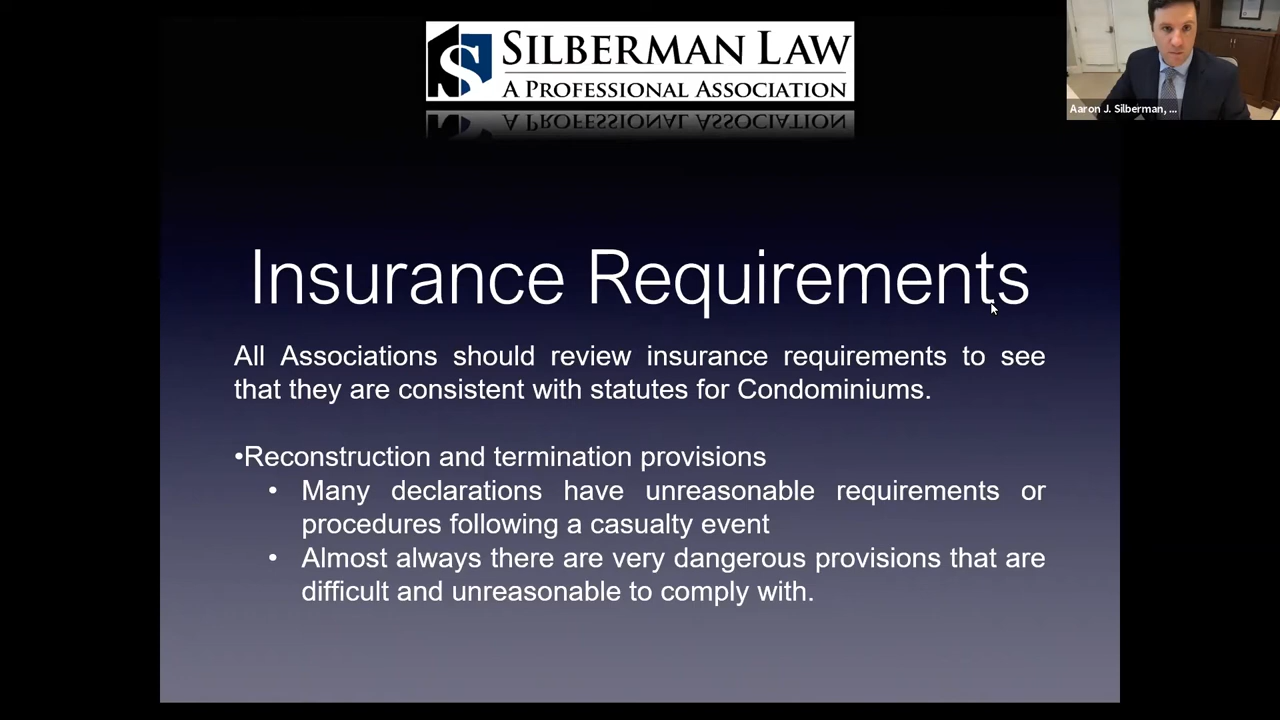 SILBERMAN LAW
A PROFESSIONAL ASSOCIATION
Aaron J. Silberman, ...
Insurance Requirements
All Associations should review insurance requirements to see
that they are consistent with statutes for Condominiums.
•Reconstruction and termination provisions
• Many declarations have unreasonable requirements or
procedures following a casualty event
• Almost always there are very dangerous provisions that are
difficult and unreasonable to comply with.